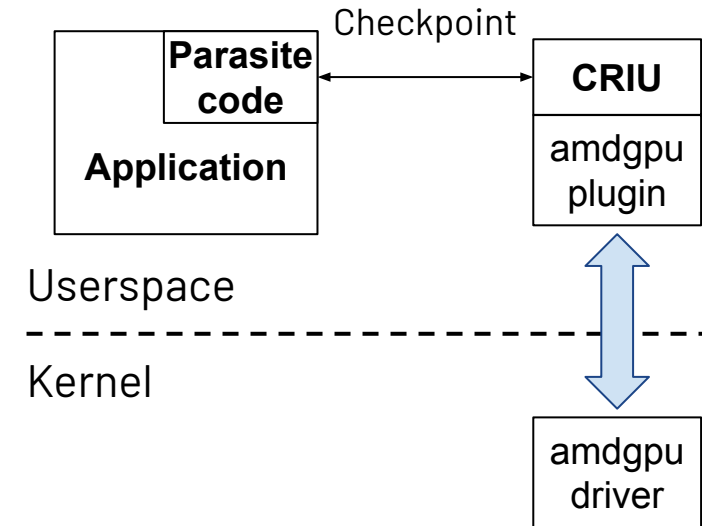 Checkpoint
Parasite
code
Application
CRIU
amdgpu
plugin
Userspace
Kernel
amdgpu
driver